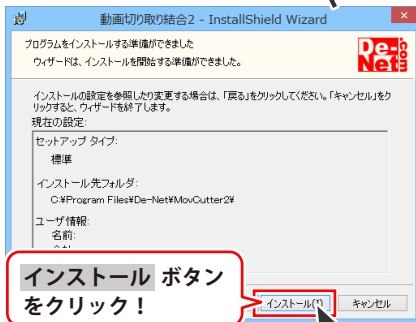 動画切り取り結合2 - InstallShield Wizard
プログラムをインストールする準備ができました
ウィザードは、インストールを開始する準備ができました。
De-Net.com
インストールの設定を参照したり変更する場合は、「戻る」をクリックしてください。「キャンセル」をク
リックすると、ウィザードを終了します。
現在の設定:
セットアップ タイプ:
標準
インストール先フォルダ:
C:¥Program Files¥De-Net¥MovCutter2¥
ユーザ情報:
名前:
インストール ボタン
をクリック！
インストール(I)
キャンセル